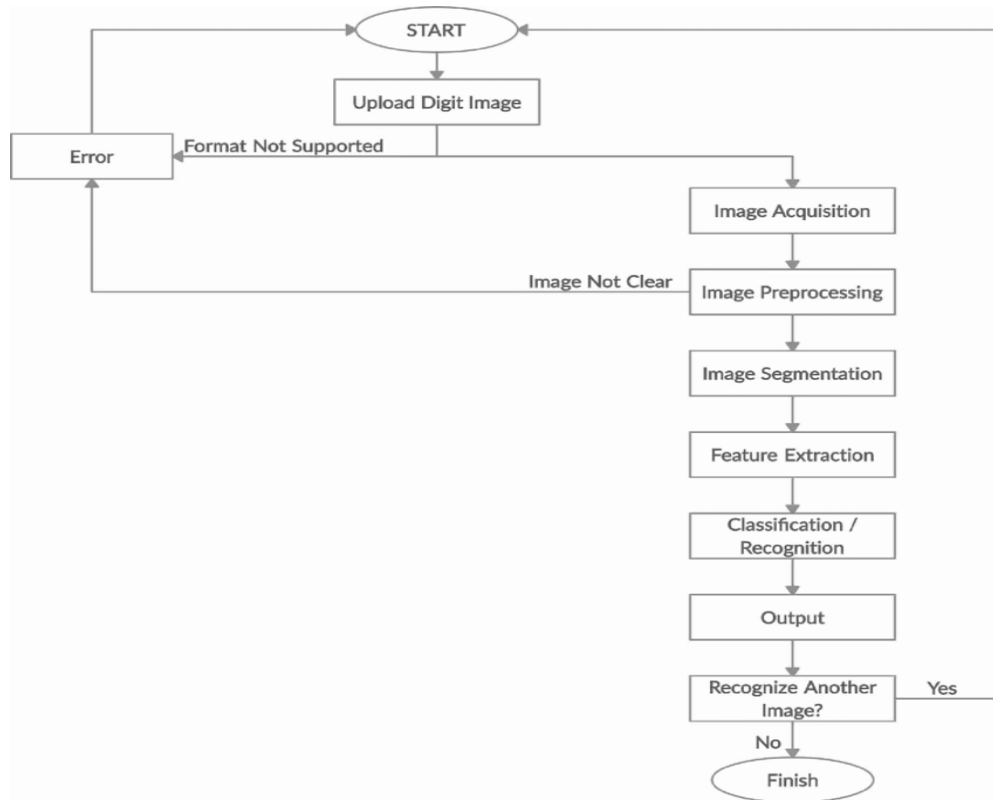 START
Upload Digit Image
Format Not Supported
Error
Image Acquisition
Image Not Clear
Image Preprocessing
Image Segmentation
Feature Extraction
Classification /
Recognition
Output
Recognize Another
Image?
Yes
No
Finish